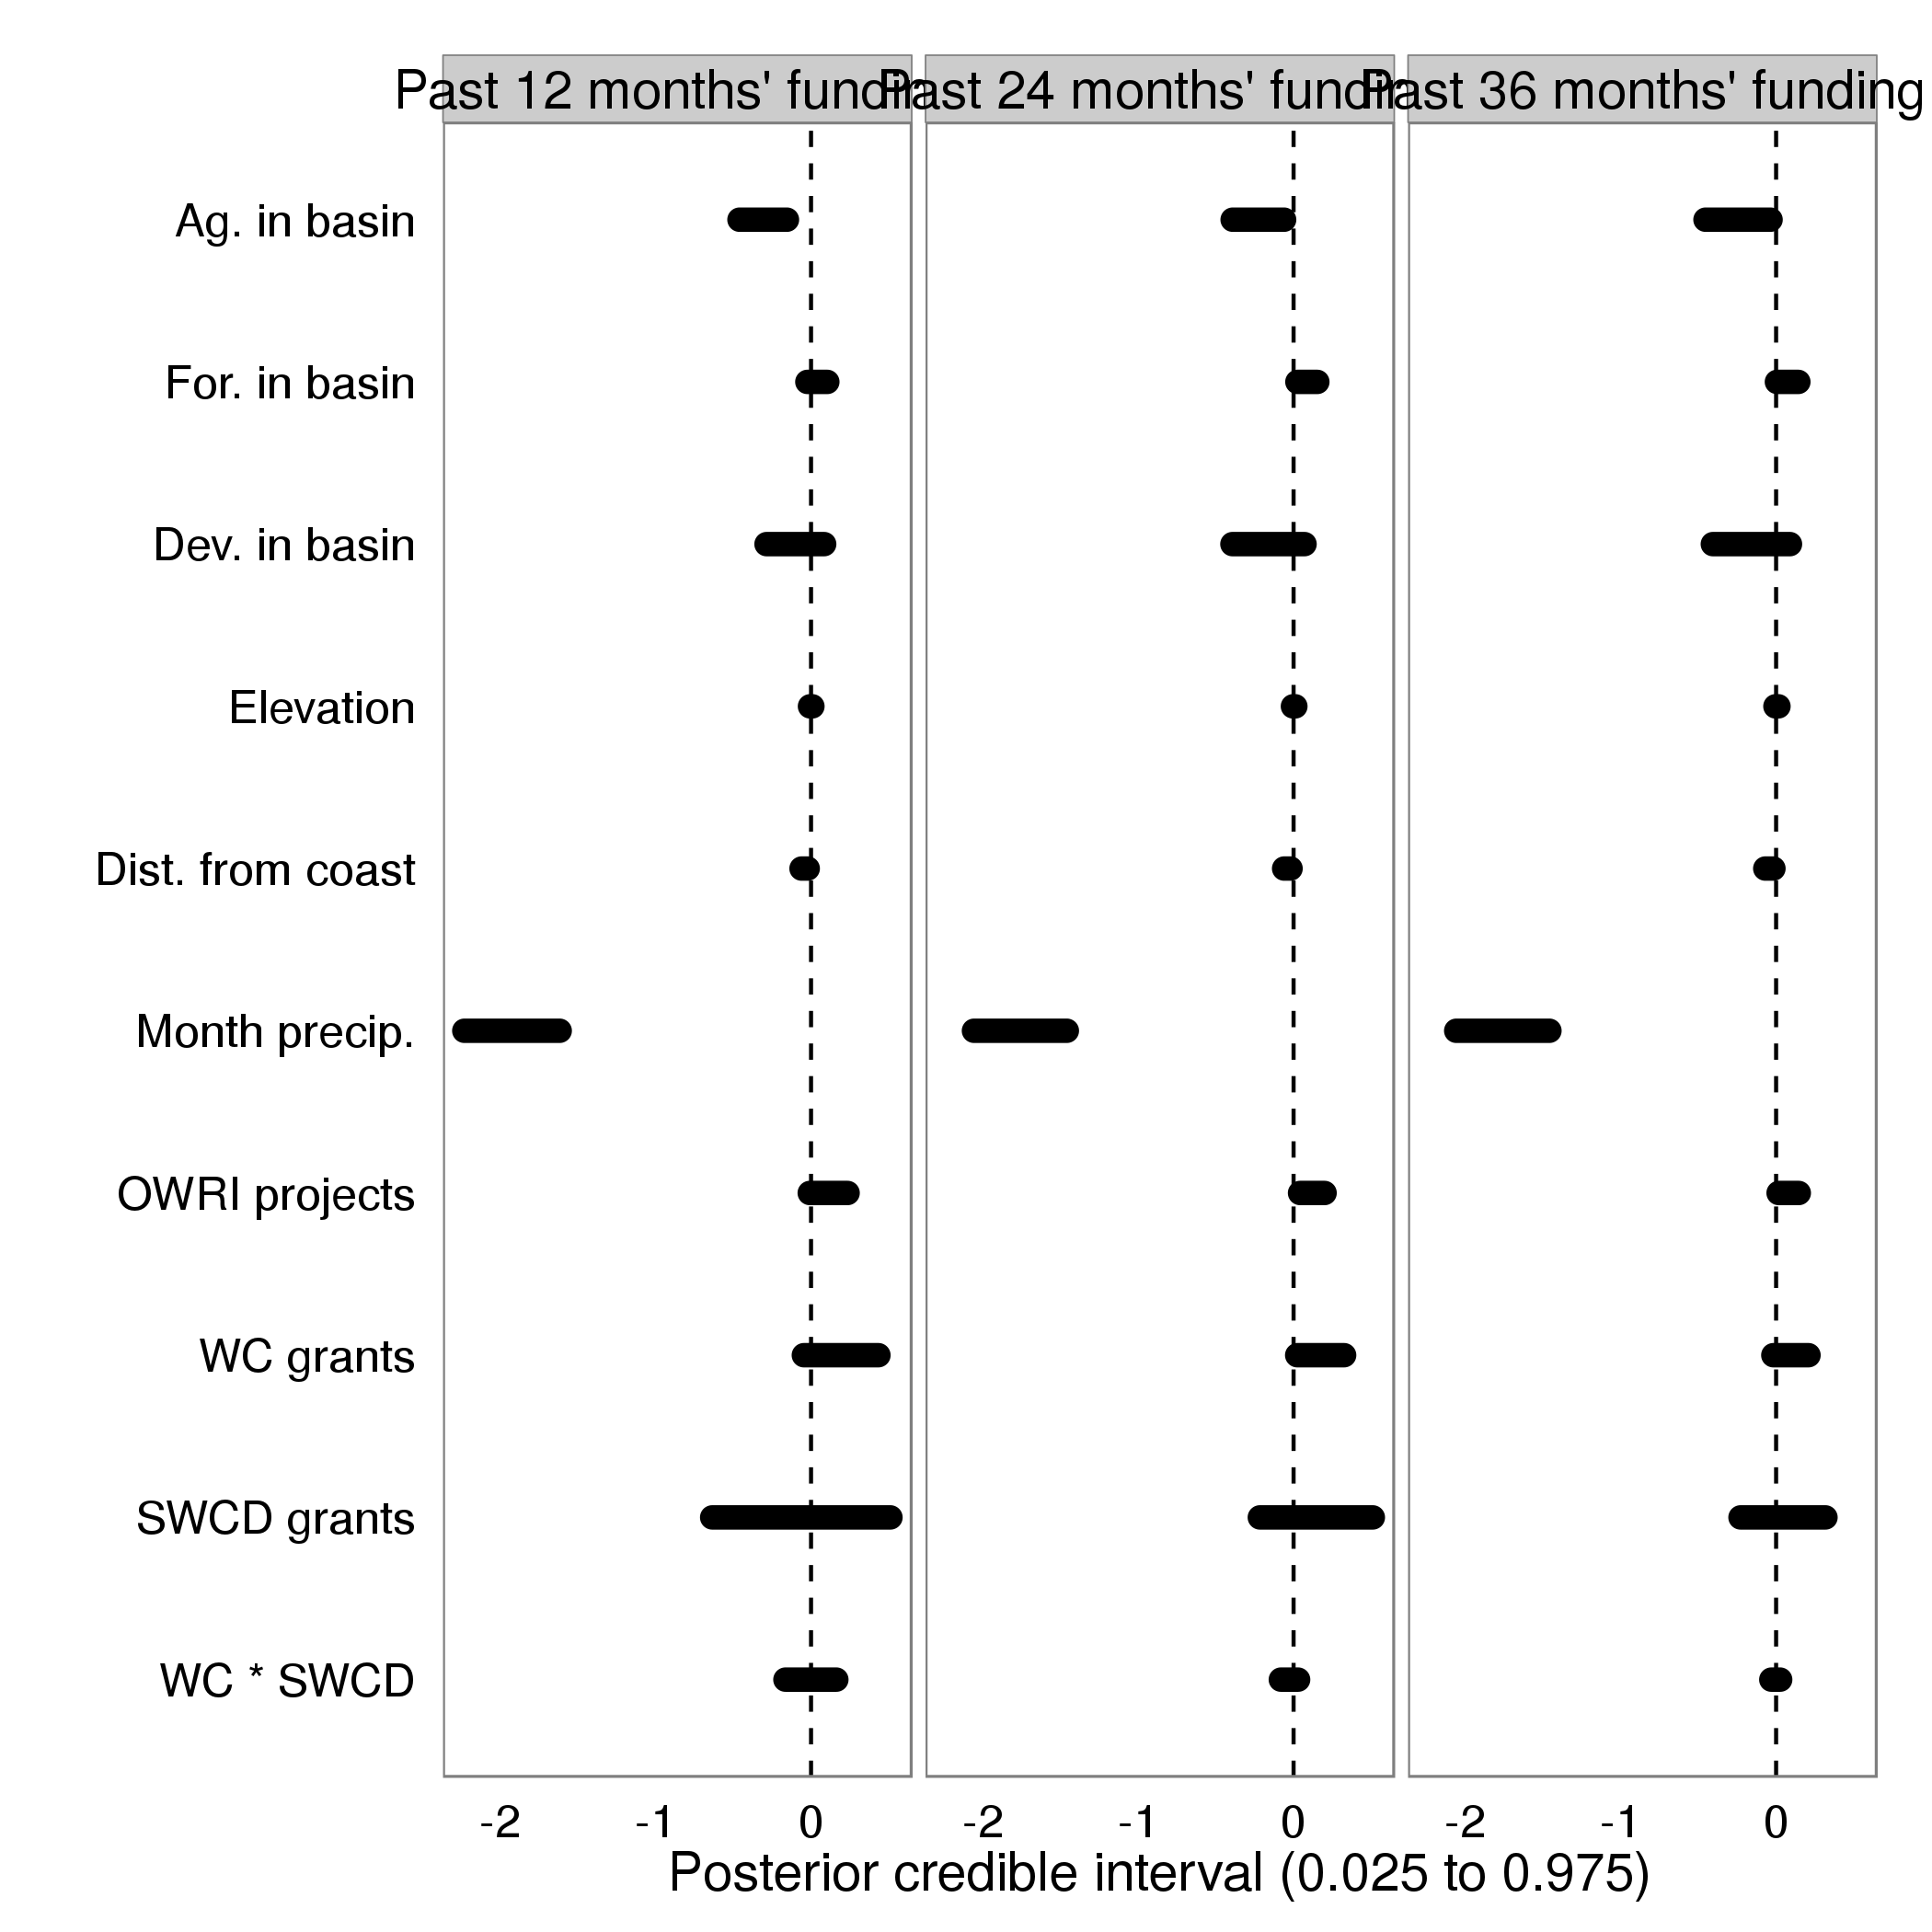 Past 12 months' fundin
Past 24 months' fundin
Past 36 months' funding
Ag. in basin
For. in basin
Dev. in basin
Elevation
Dist. from coast
Month precip.
OWRI projects
WC grants
SWCD grants
WC * SWCD
-2 -1 0 -2 -1 0 -2 -1 0
Posterior credible interval (0.025 to 0.975)